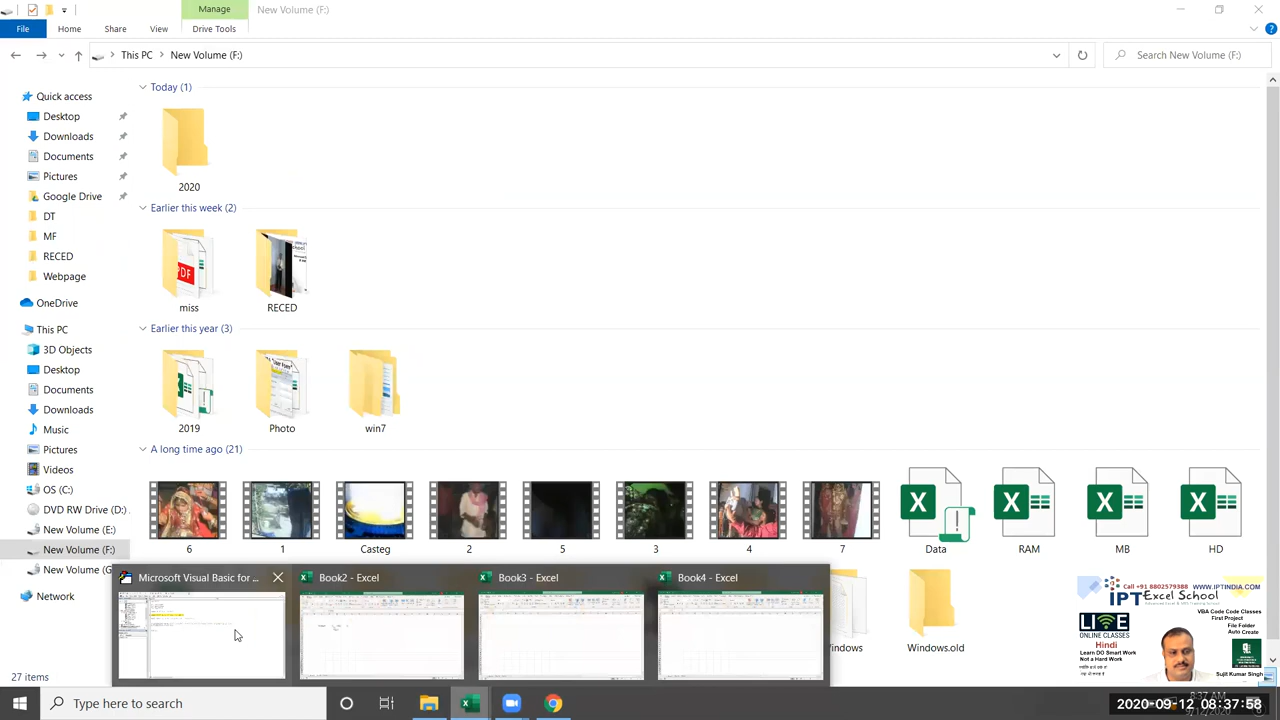 Manage
New Volume (F:)
File
Home
Share
View
Drive Tools
This PC
New Volume (F:)
Search New Volume (F:)
Quick access
Desktop
Downloads
Documents
Pictures
Google Drive
DT
MF
RECED
Webpage
OneDrive
This PC
3D Objects
Desktop
Documents
Downloads
Music
Pictures
Videos
OS (C:)
DVD RW Drive (D:)
New Volume (E:)
New Volume (F:)
New Volume (G
Network
Today (1)
2020
Earlier this week (2)
miss
RECED
Earlier this year (3)
2019
Photo
win7
A long time ago (21)
6
1
Casteg
2
5
3
4
7
Data
RAM
MB
HD
Windows.old
27 items
Microsoft Visual Basic for ...
Book2 - Excel
Book3 - Excel
Book4 - Excel
Call +91.8802579388
WWW.IPTINDIA.COM
IPT Excel School
VBA Code Code Classes
First Project
File Folder
Auto Create
LIVE
ONLINE CLASSES
Hindi
Learn DO Smart Work
Not a Hard Work
Sujit Kumar Singh
Type here to search
8:37 AM
9/12/2020
2020-09-12 08:37:58